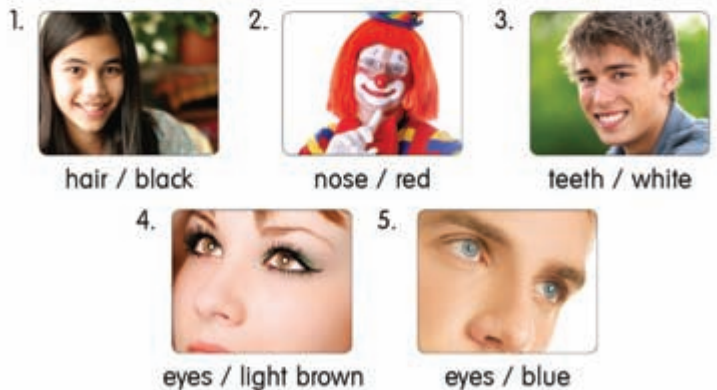 1.
2.
3.
hair / black
nose / red
teeth / white
4.
5.
eyes / light brown
eyes / blue